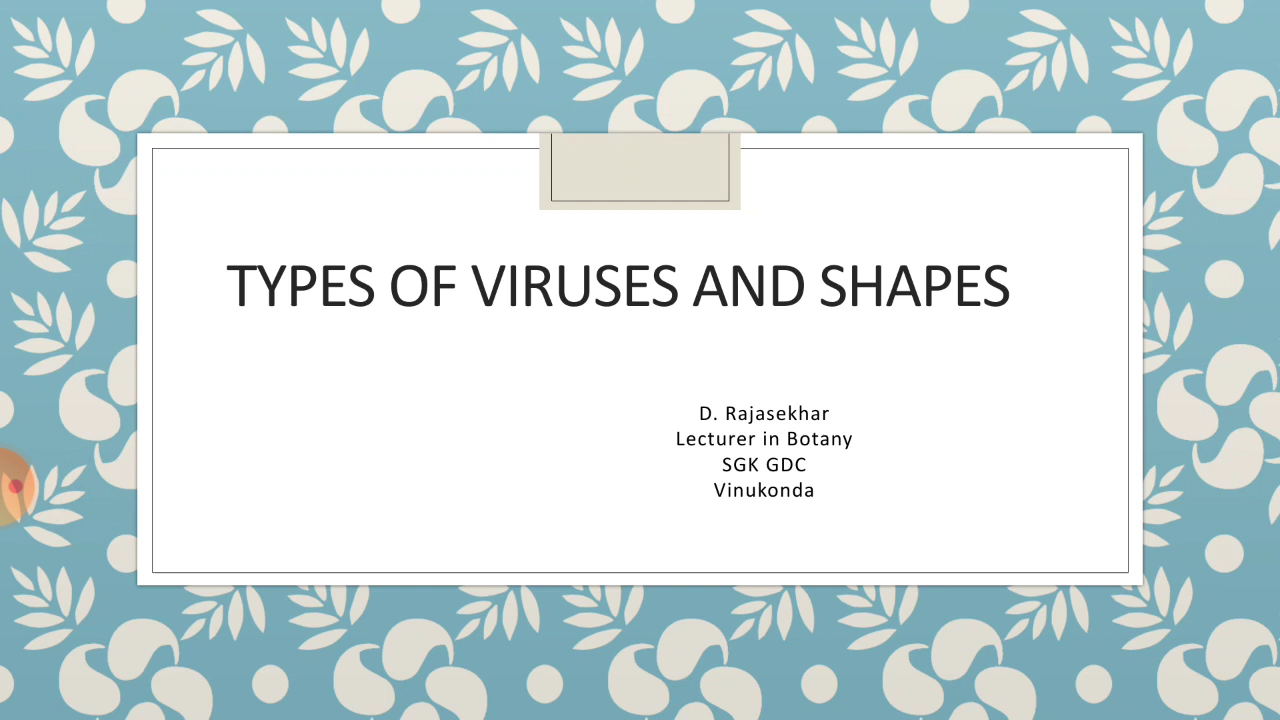 TYPES OF VIRUSES AND SHAPES
D. Rajasekhar
Lecturer in Botany
SGK GDC
Vinukonda